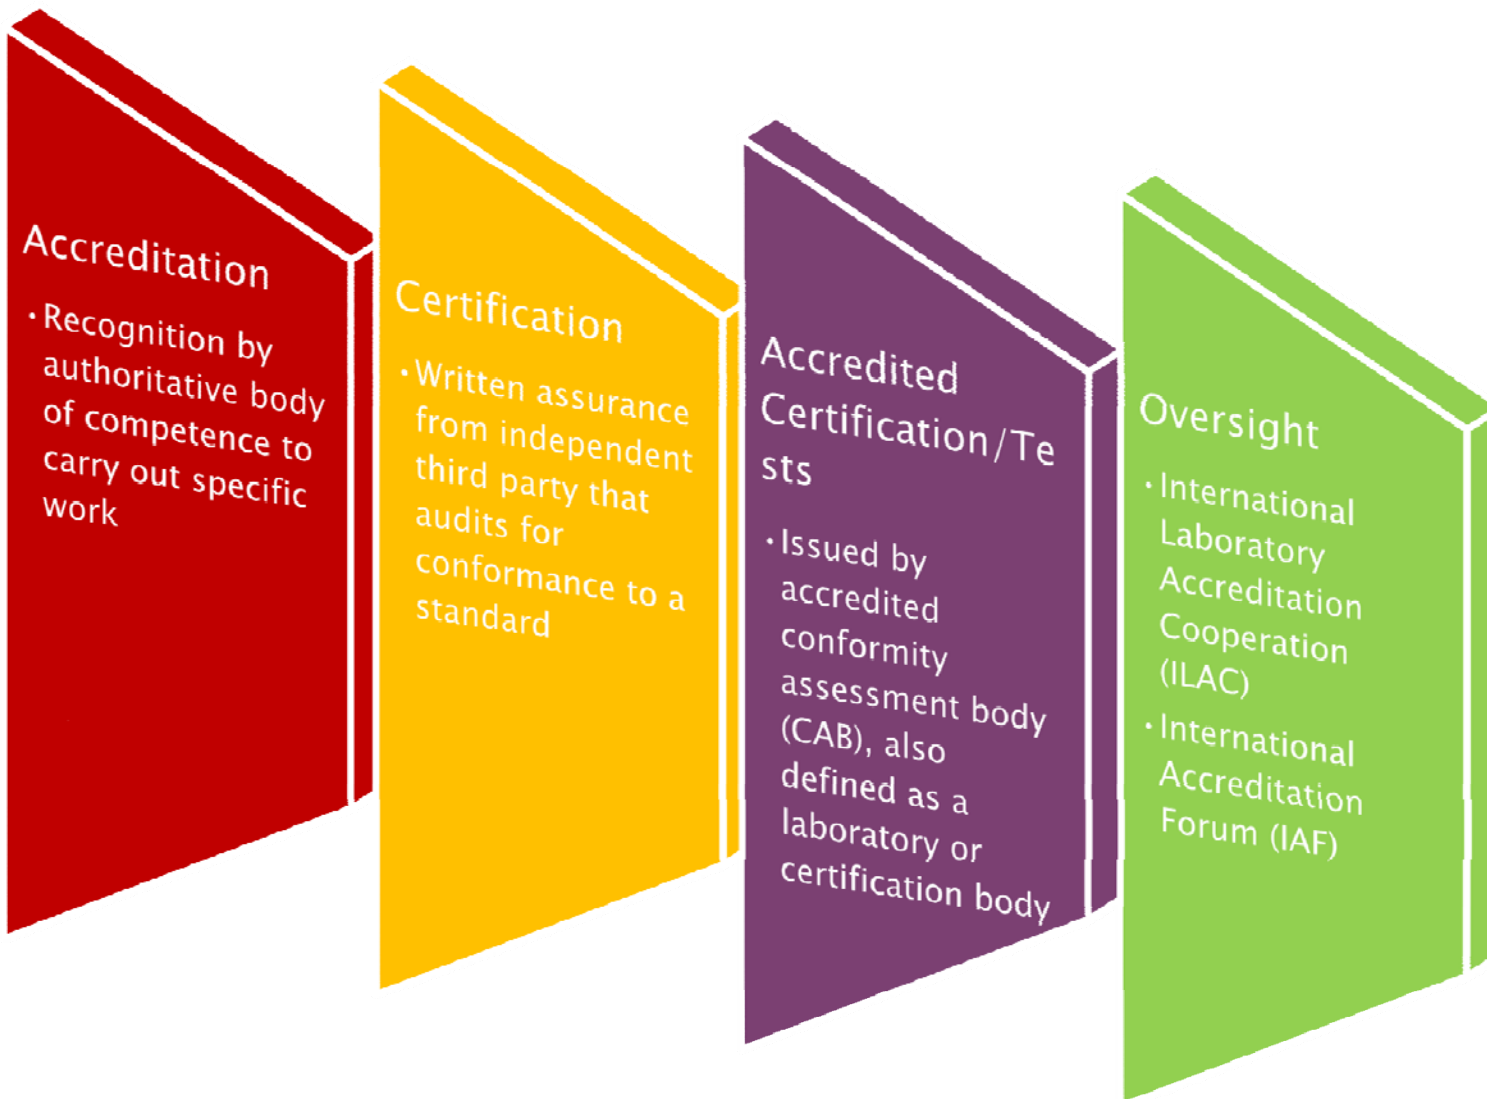 Accreditation
• Recognition by
authoritative body
of competence to
carry out specific
work
Certification
• Written assurance
from independent
third party that
audits for
conformance to a
standard
Accredited
Certification/Te
sts
• Issued by
accredited
conformity
assessment body
(CAB), also
defined as a
laboratory or
certification body
Oversight
• International
Laboratory
Accreditation
Cooperation
(ILAC)
• International
Accreditation
Forum (IAF)